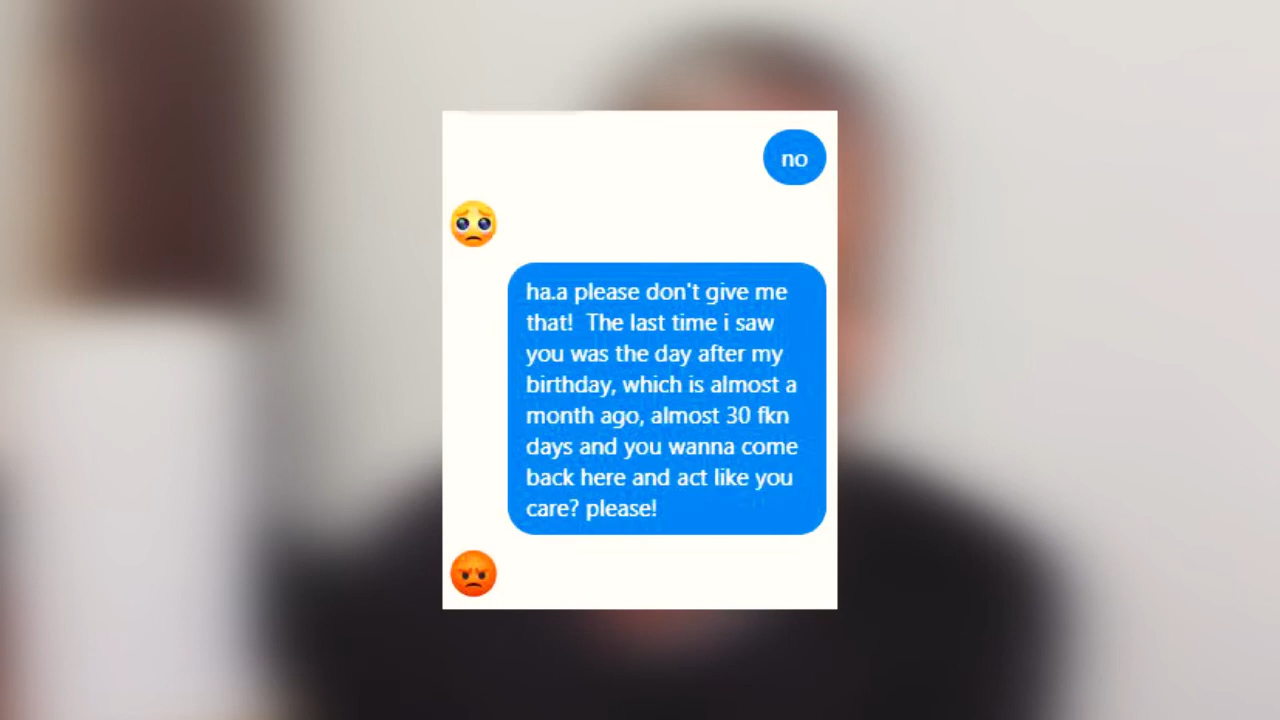 no
ha.a please don't give me
that!  The last time i saw
you was the day after my
birthday, which is almost a
month ago, almost 30 fkn
days and you wanna come
back here and act like you
care? please!